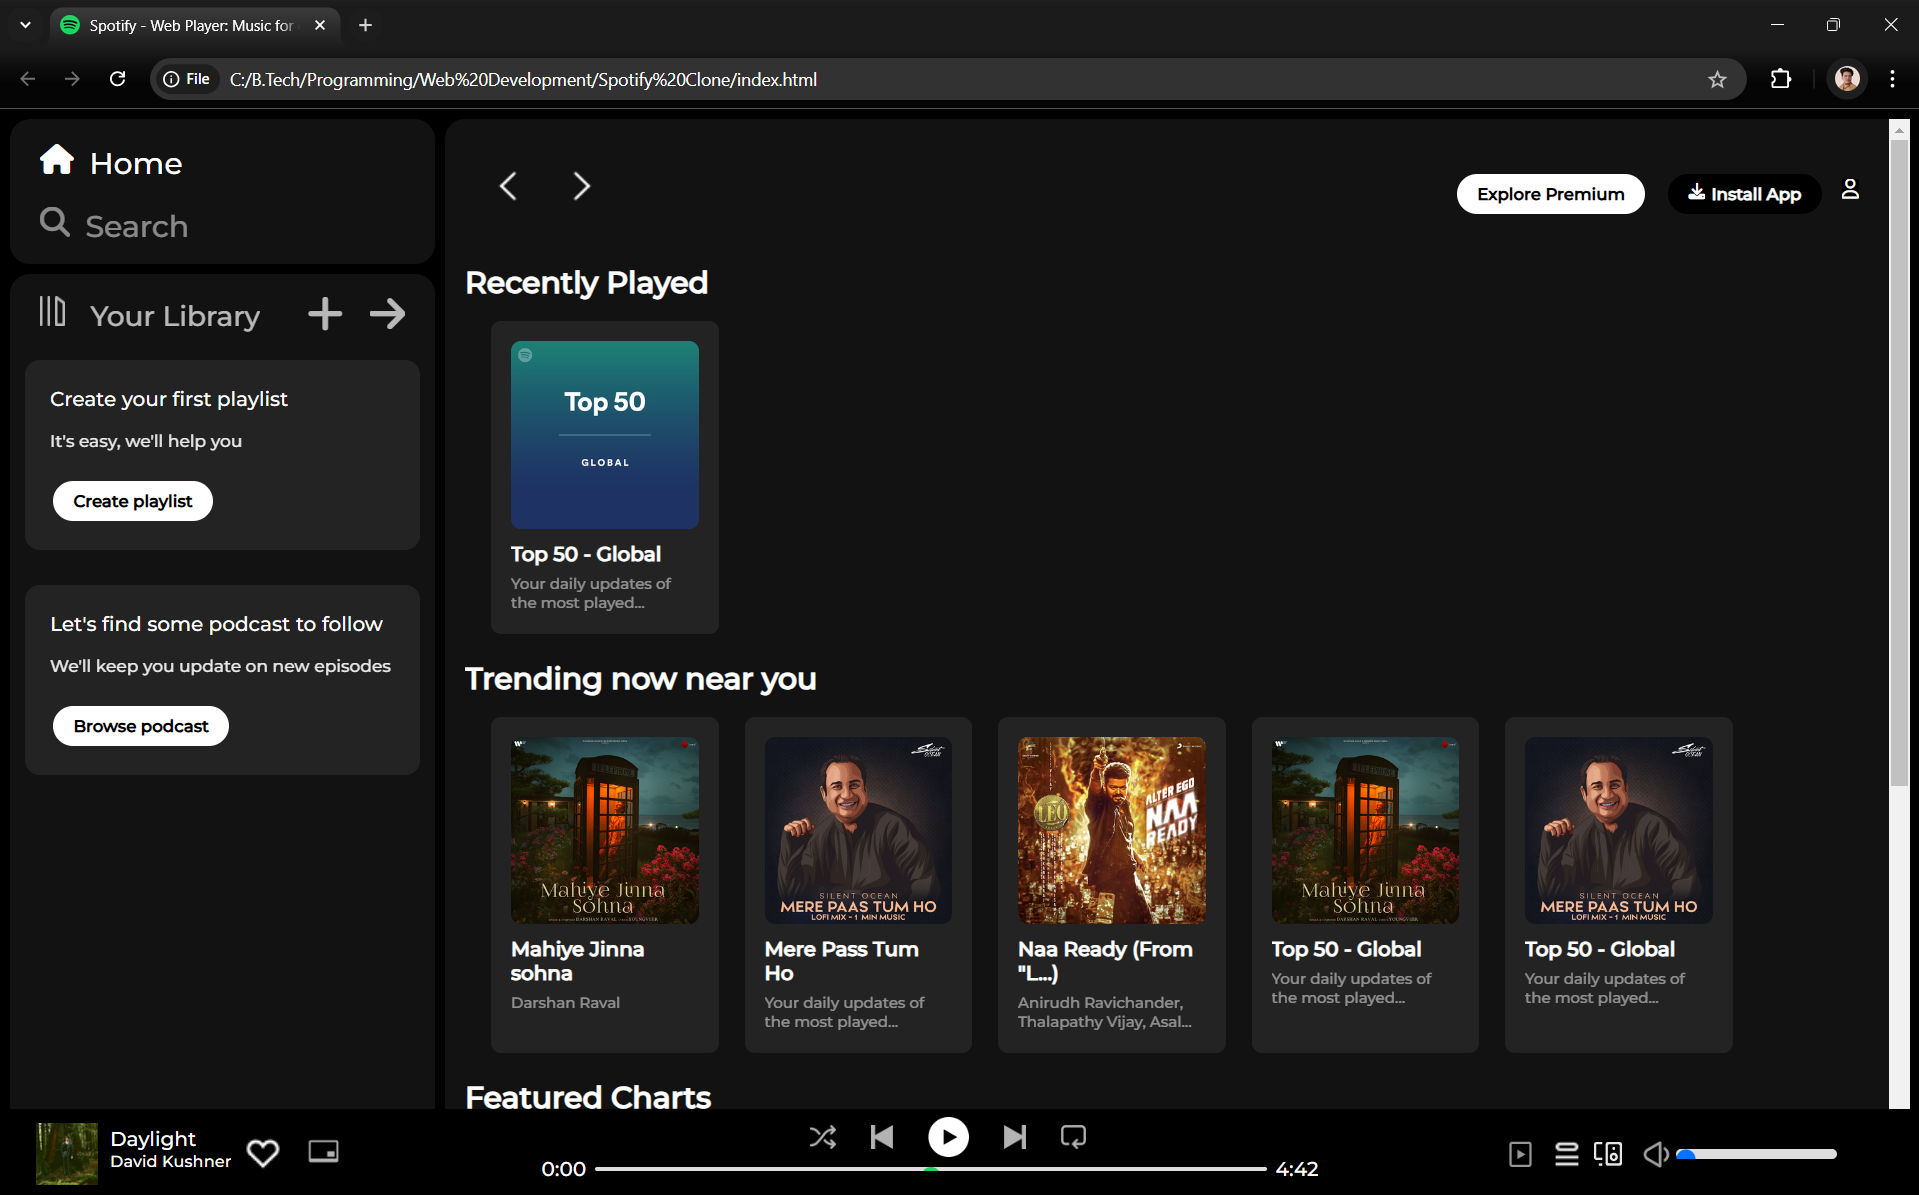 Spotify - Web Player: Music for
File
C:/B.Tech/Programming/Web%20Development/Spotify%20Clone/index.html
Home
Search
Your Library
Create your first playlist
It's easy, we'll help you
Create playlist
Let's find some podcast to follow
We'll keep you update on new episodes
Browse podcast
Explore Premium
Install App
Recently Played
Top 50
GLOBAL
Top 50 - Global
Your daily updates of
the most played...
Trending now near you
Mahiye Jinna
Sohna
Mahiye Jinna
sohna
Darshan Raval
Silent
OCEAN
SILENT OCEAN
MERE PAAS TUM HO
LOFI MIX - 1 MIN MUSIC
Mere Pass Tum
Ho
Your daily updates of
the most played...
LEO
ALTER EGO
NAA
READY
Naa Ready (From
"L...)
Anirudh Ravichander,
Thalapathy Vijay, Asal...
Mahiye Jinna
Sohna
Top 50 - Global
Your daily updates of
the most played...
Silent
OCEAN
SILENT OCEAN
MERE PAAS TUM HO
LOFI MIX - 1 MIN MUSIC
Top 50 - Global
Your daily updates of
the most played...
Featured Charts
Daylight
David Kushner
0:00
4:42